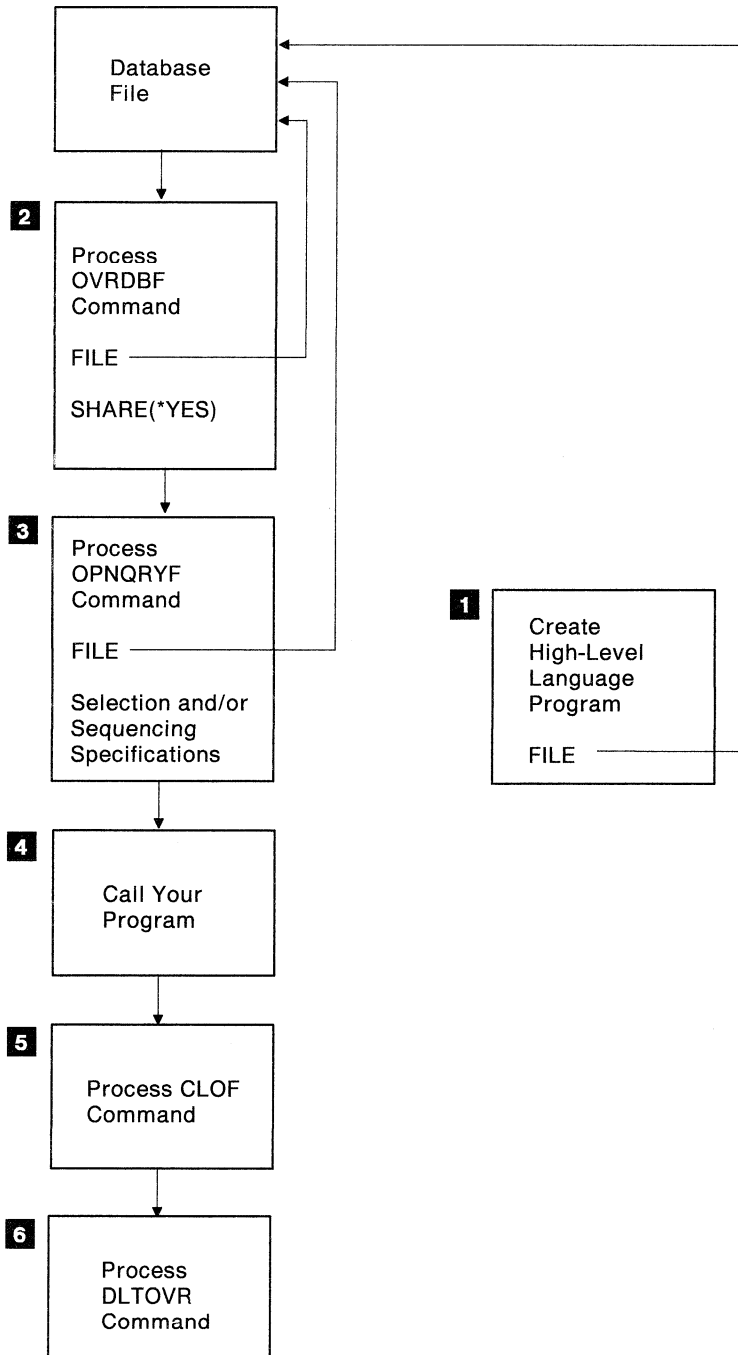 Database
File
2
Process
OVRDBF
Command
FILE
SHARE(*YES)
3
Process
OPNQRYF
Command
FILE
Selection and/or
Sequencing
Specifications
1
Create
High-Level
Language
Program
FILE
4
Call Your
Program
5
Process CLOF
Command
6
Process
DLTOVR
Command